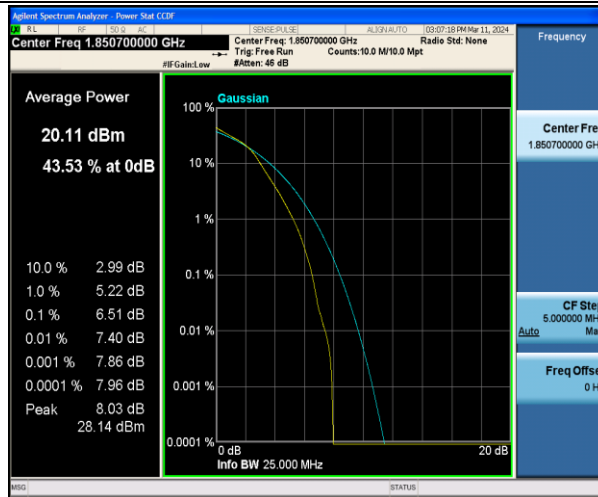 Agilent Spectrum Analyzer - Power Stat CCDF
RL RF 50 Ω AC SENSE:PULSE ALIGN AUTO 03:07:18 PM Mar 11, 2024
Center Freq 1.850700000 GHz
Center Freq: 1.850700000 GHz Radio Std: None
Trig: Free Run Counts:10.0 M/10.0 Mpt
#IFGain:Low #Atten: 46 dB
Frequency
Average Power
20.11 dBm
43.53 % at 0dB
10.0 % 2.99 dB
1.0 % 5.22 dB
0.1 % 6.51 dB
0.01 % 7.40 dB
0.001 % 7.86 dB
0.0001 % 7.96 dB
Peak 8.03 dB
28.14 dBm
Gaussian
100 %
10 %
1 %
0.1 %
0.01 %
0.001 %
0.0001 %
0 dB 20 dB
Info BW 25.000 MHz
Center Fre
1.850700000 GH
CF Ste
5.000000 MH
Auto Ma
Freq Offse
0 H
MSG STATUS